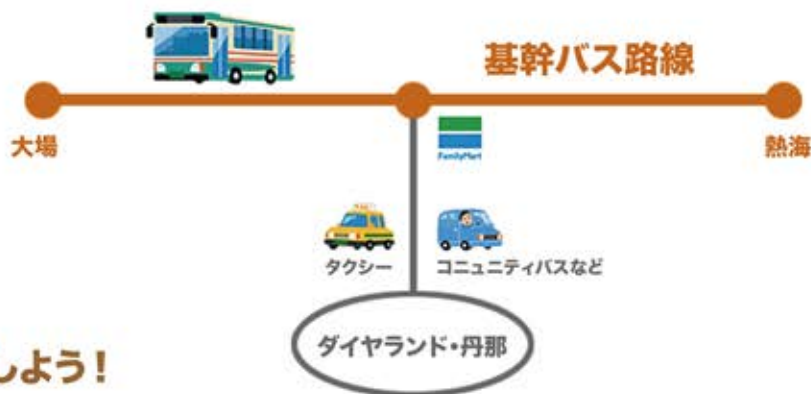 基幹バス路線
大場
熱海
FamilyMart
タクシー
コニュニティバスなど
ダイヤランド・丹那
しよう!